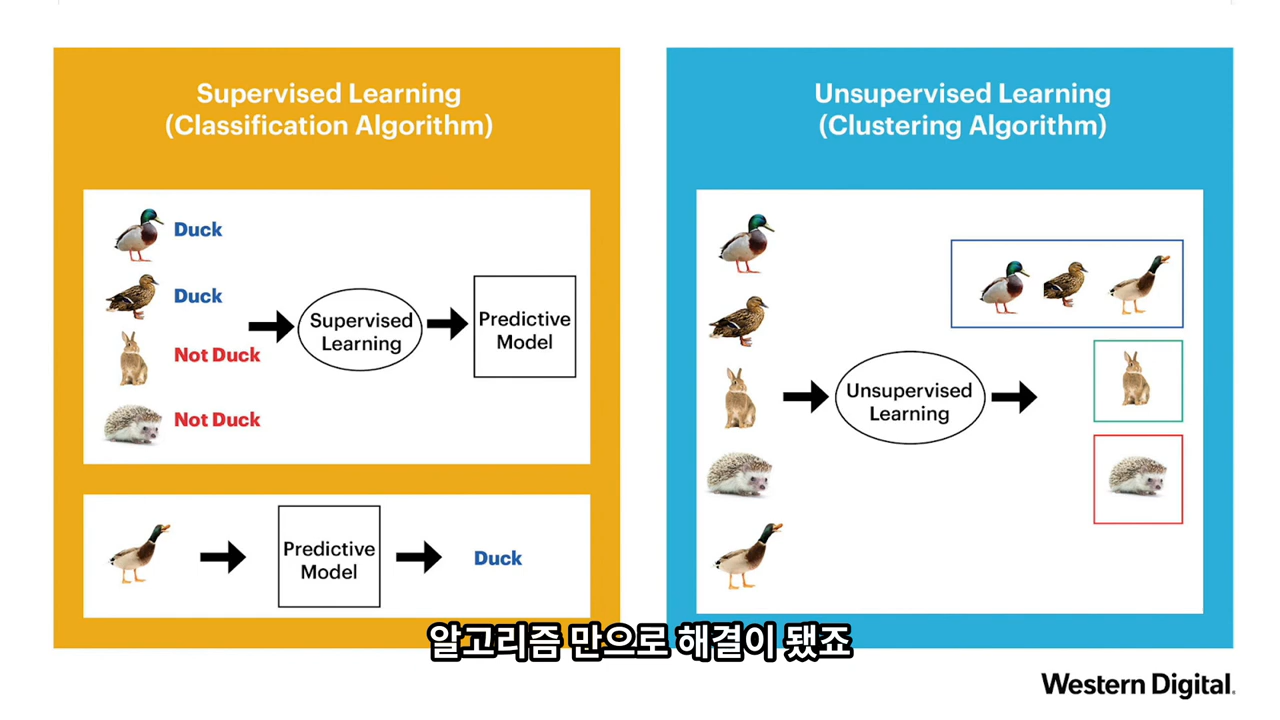 Supervised Learning
(Classification Algorithm)
Duck
Duck
Not Duck
Not Duck
Supervised
Learning
Predictive
Model
Predictive
Model
Duck
Unsupervised Learning
(Clustering Algorithm)
Unsupervised
Learning
알고리즘 만으로 해결이 됐죠
Western Digital.